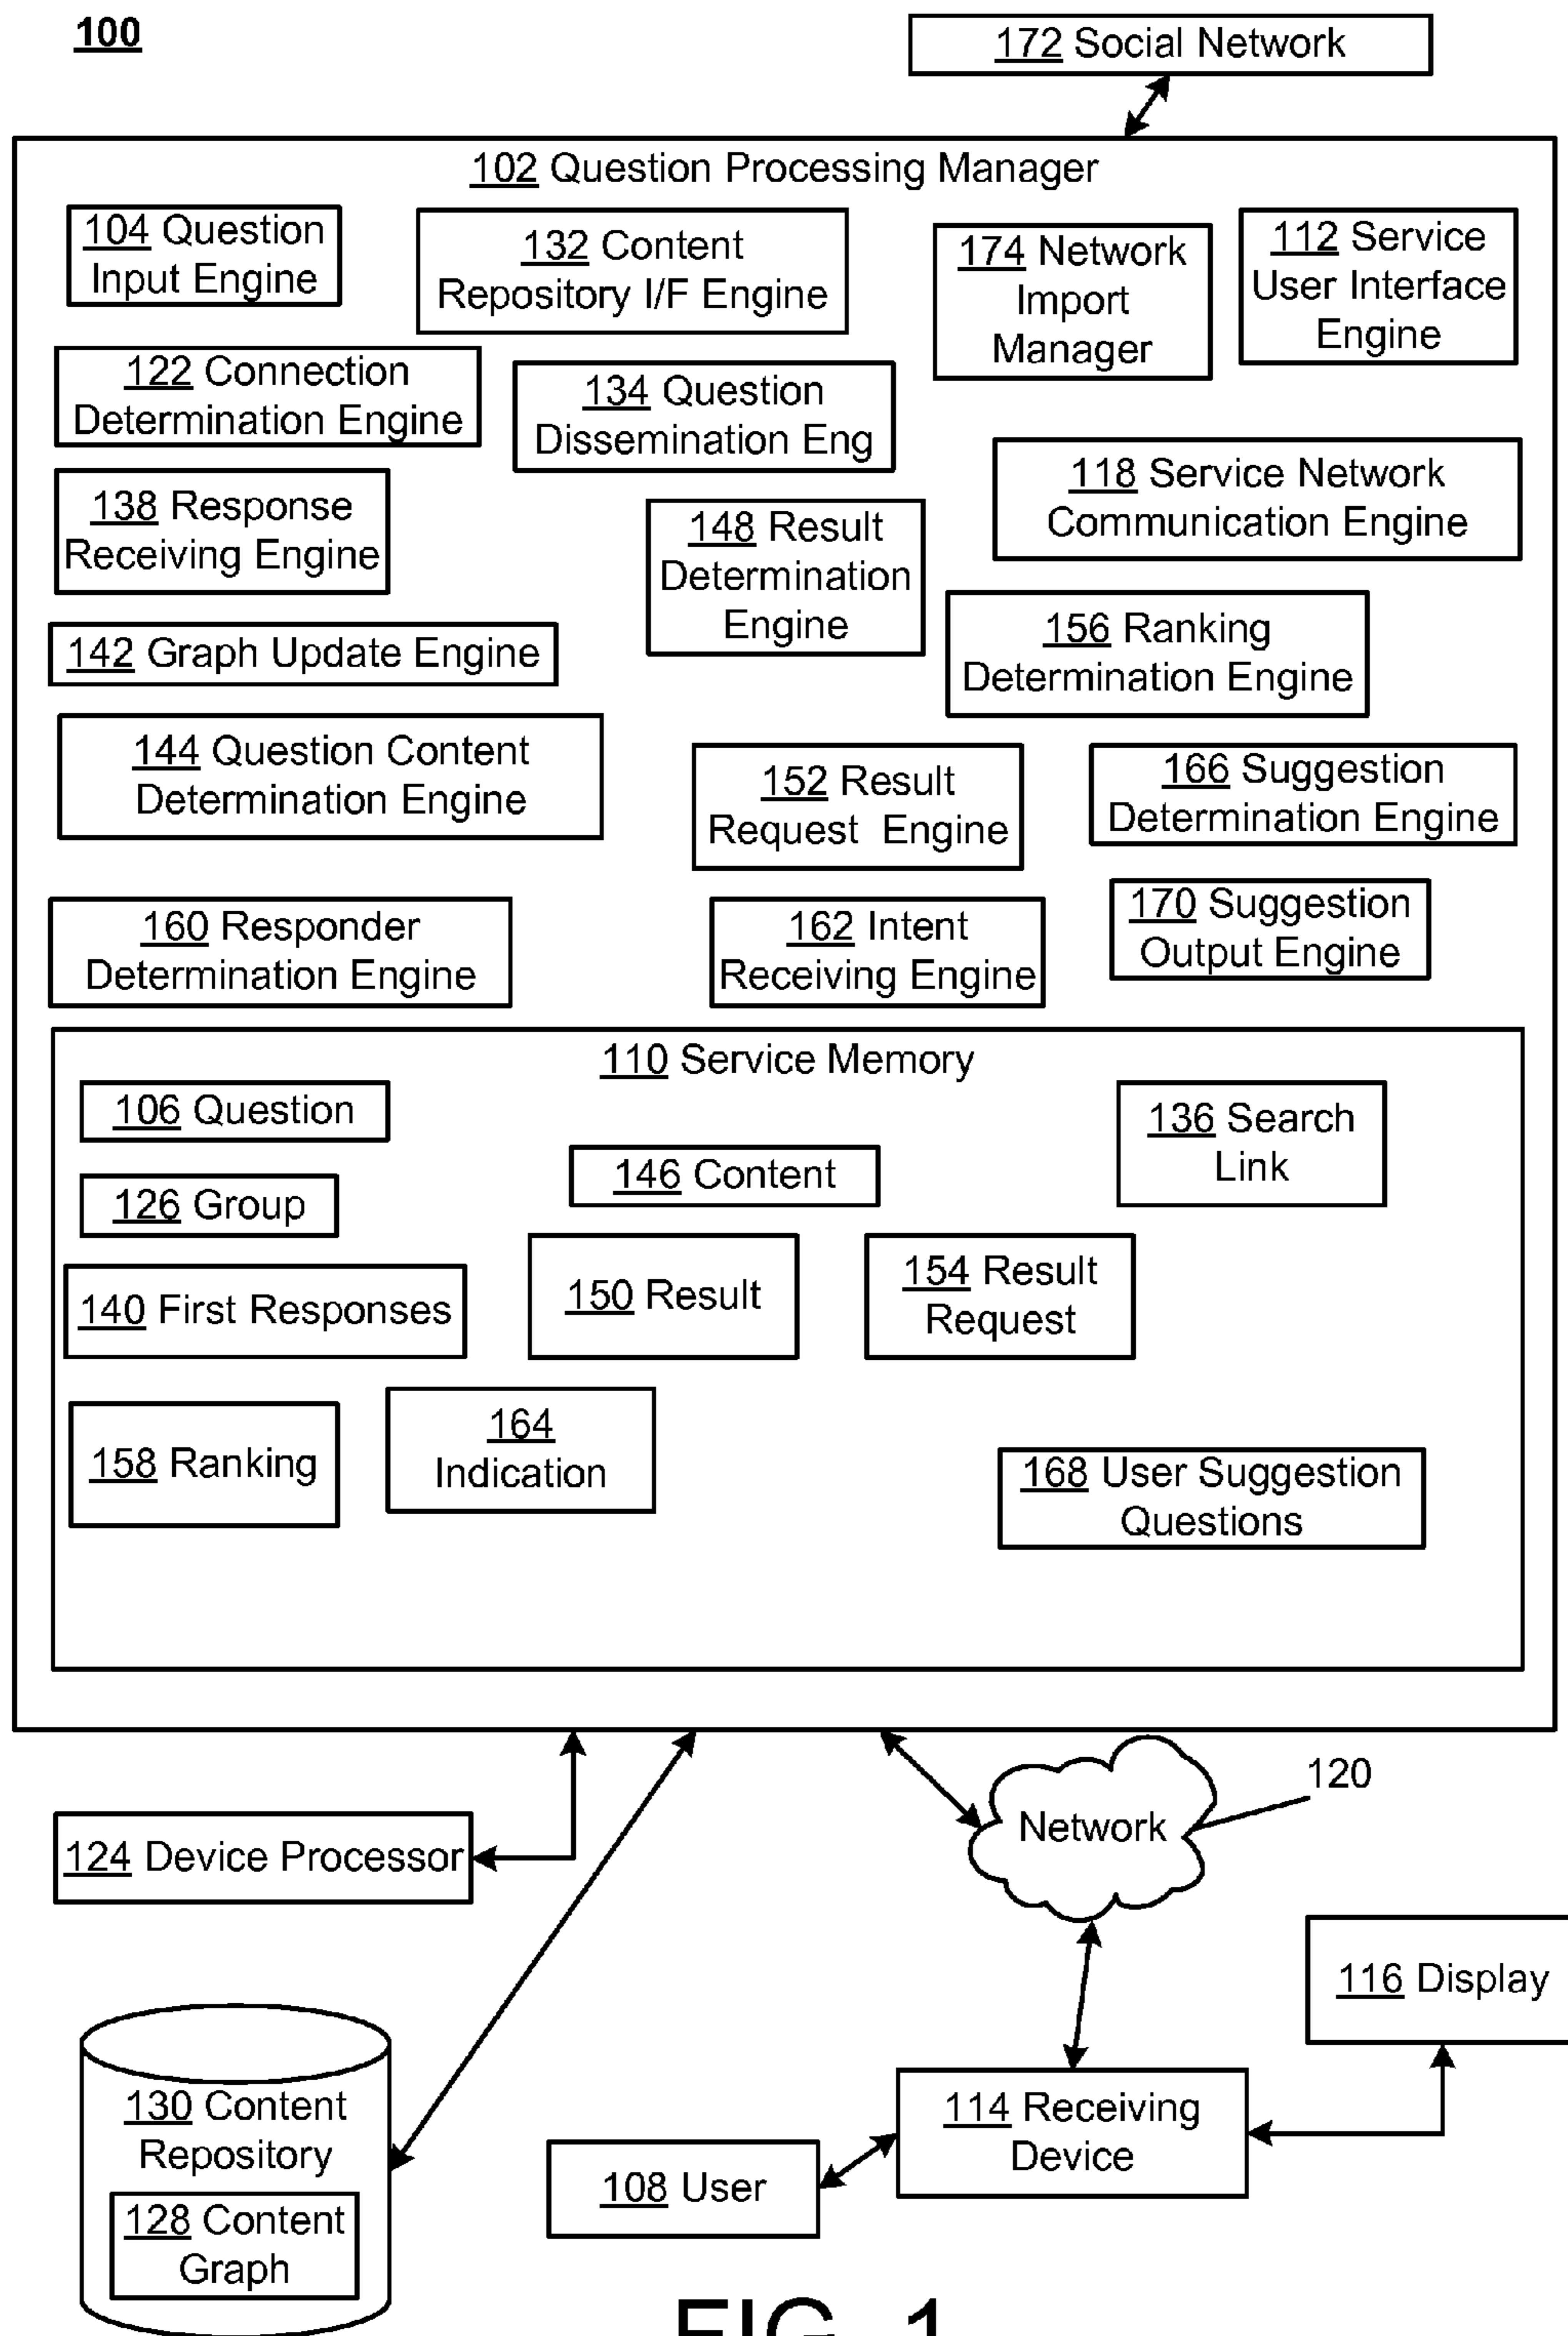 100
172 Social Network
102 Question Processing Manager
104 Question
Input Engine
132 Content
Repository I/F Engine
174 Network
Import
Manager
112 Service
User Interface
Engine
122 Connection
Determination Engine
134 Question
Dissemination Eng
118 Service Network
Communication Engine
138 Response
Receiving Engine
148 Result
Determination
Engine
156 Ranking
Determination Engine
142 Graph Update Engine
144 Question Content
Determination Engine
152 Result
Request Engine
166 Suggestion
Determination Engine
160 Responder
Determination Engine
162 Intent
Receiving Engine
170 Suggestion
Output Engine
110 Service Memory
106 Question
136 Search
Link
146 Content
126 Group
140 First Responses
150 Result
154 Result
Request
158 Ranking
164
Indication
168 User Suggestion
Questions
120
Network
124 Device Processor
116 Display
130 Content
Repository
114 Receiving
Device
108 User
128 Content
Graph
FIG. 1